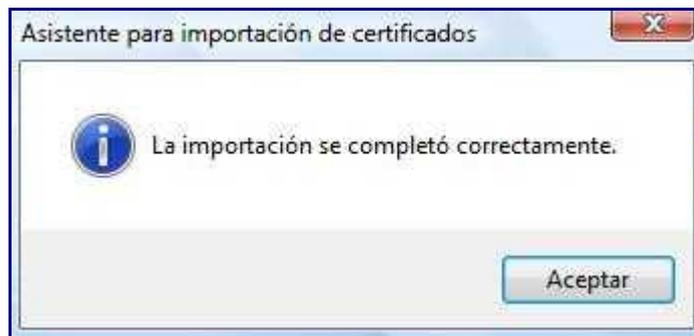 Asistente para importación de certificados
La importación se completó correctamente.
Aceptar